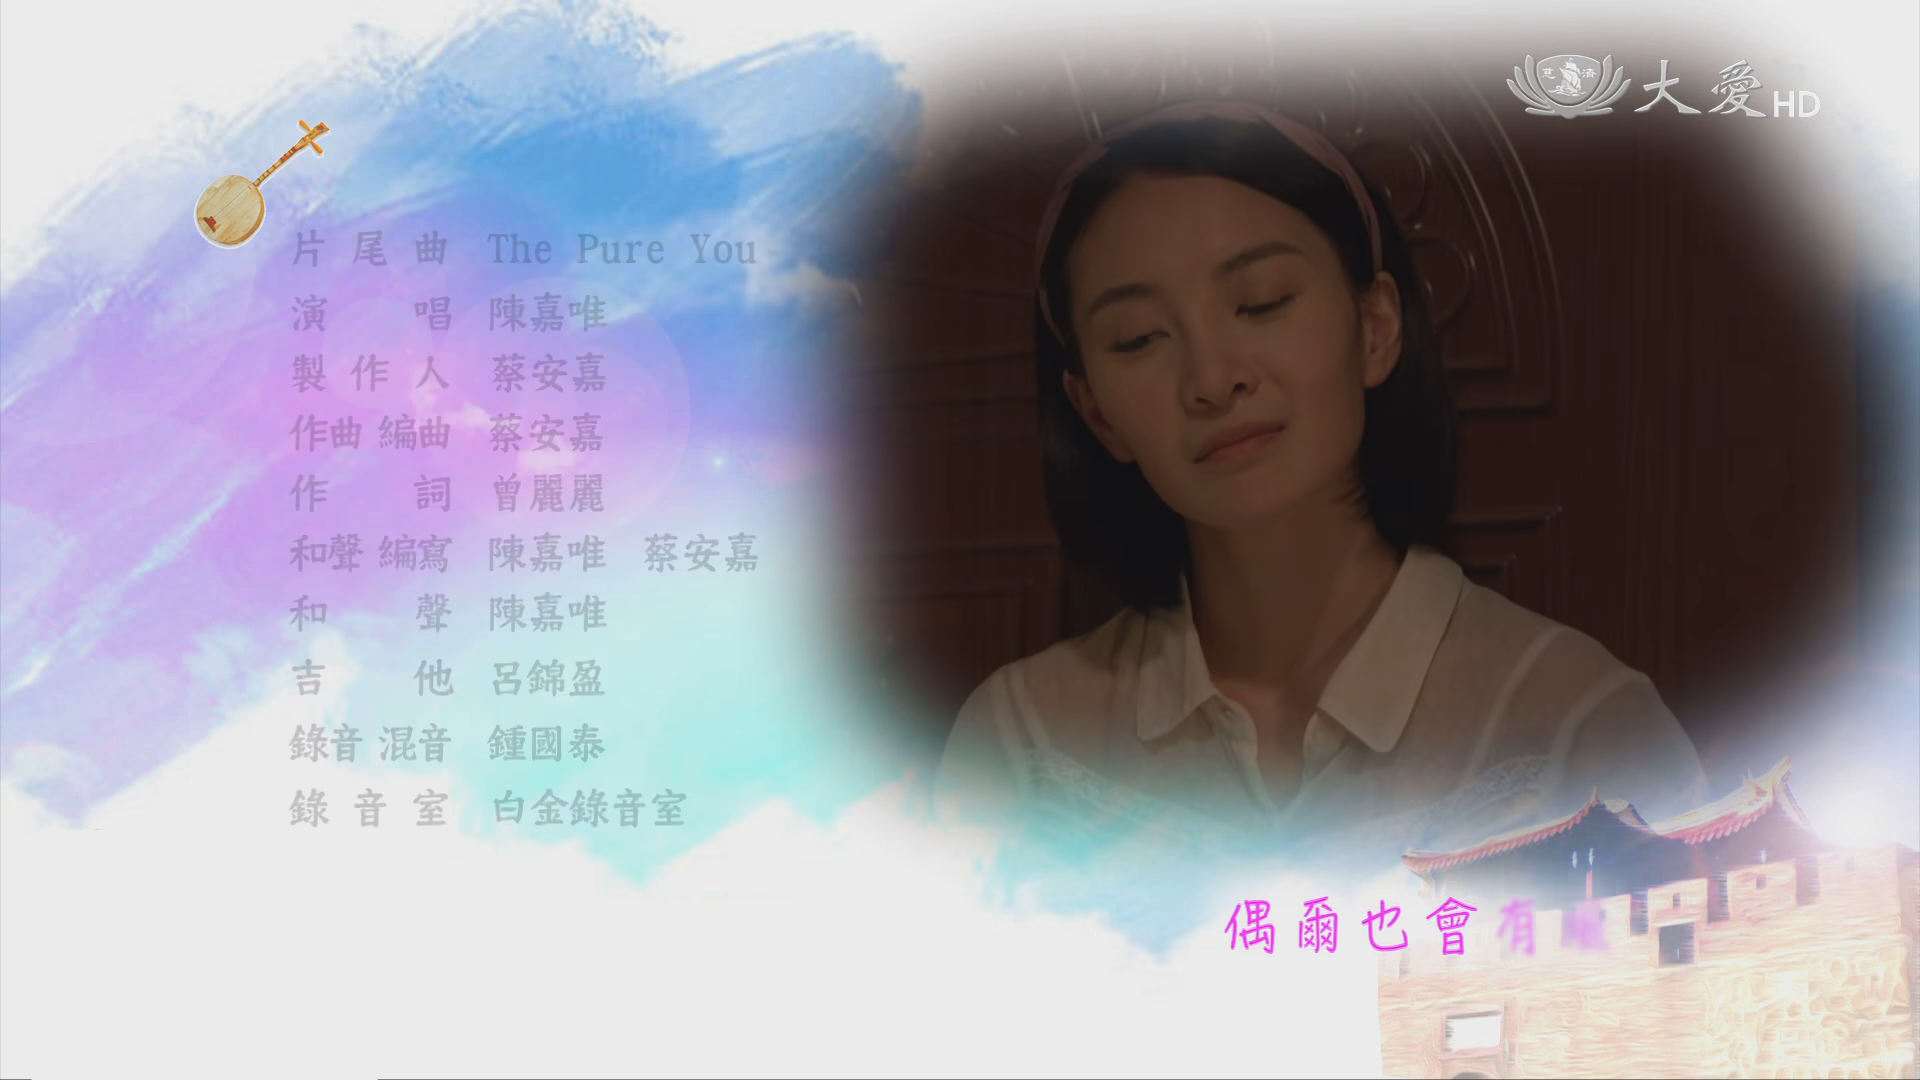 慈濟 大愛HD
片尾曲 The Pure You
演唱 陳嘉唯
製作人 蔡安嘉
作曲 編曲 蔡安嘉
作詞 曾麗麗
和聲 編寫 陳嘉唯 蔡安嘉
和聲 陳嘉唯
吉他 呂錦盈
錄音 混音 鍾國泰
錄音室 白金錄音室
偶爾也會有